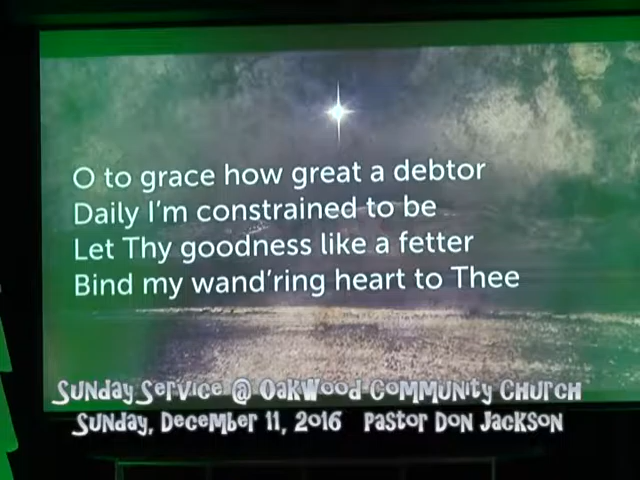 O to grace how great a debtor
Daily I'm constrained to be
Let Thy goodness like a fetter
Bind my wand'ring heart to Thee
Sunday Service @ Oakwood Community Church
Sunday, December 11, 2016 Pastor Don Jackson